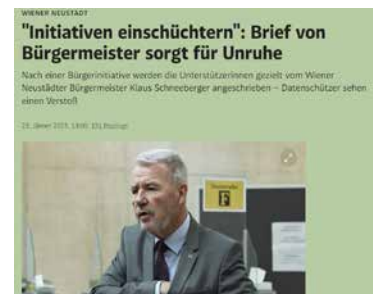 WIENER NEUSTADT
"Initiativen einschüchtern": Brief von
Bürgermeister sorgt für Unruhe
Nach einer Bürgerinitiative werden die Unterstützerinnen gezielt vom Wiener
Neustädter Bürgermeister Klaus Schneeberger angeschrieben – Datenschützer sehen
einen Verstoß